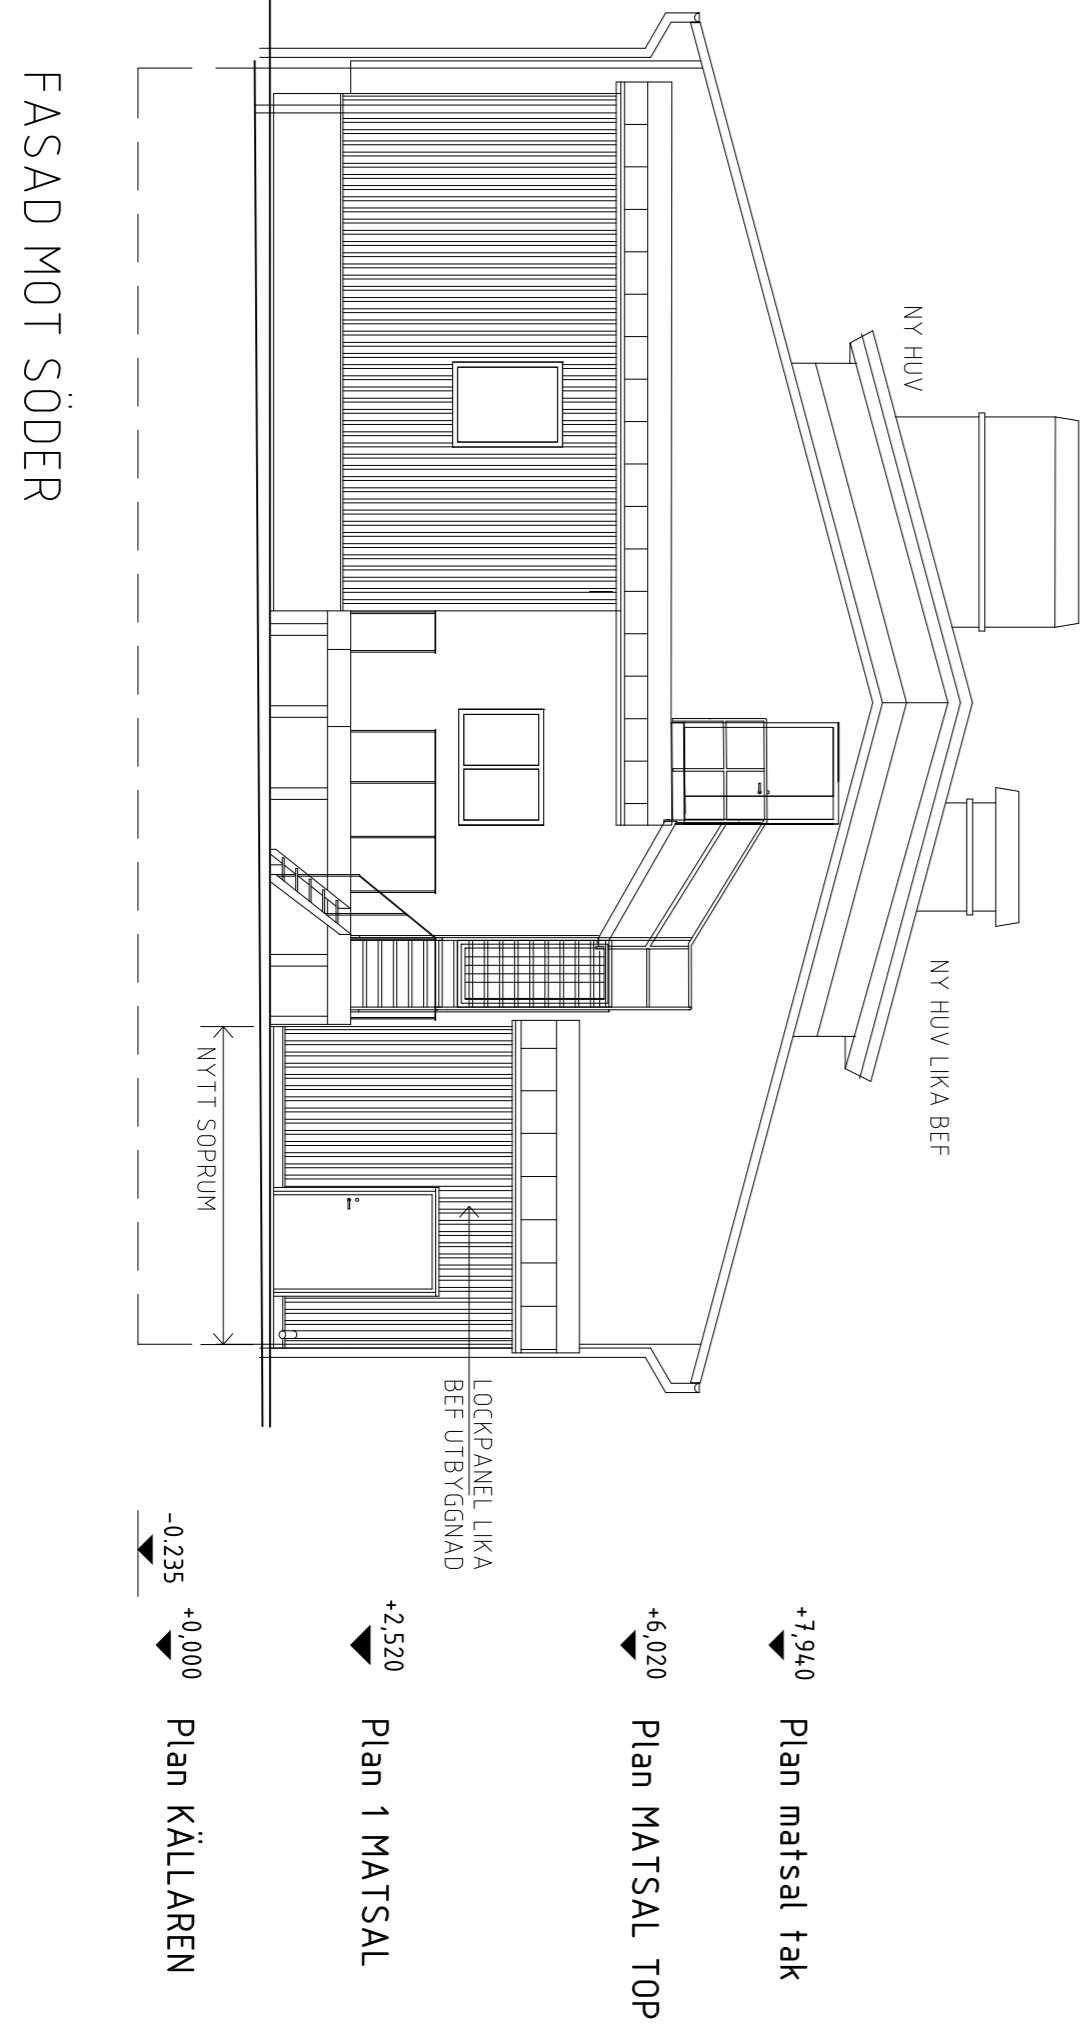 NY HUV
NY HUV LIKA BEF
LOCKPANEL LIKA
BEF UTBYGGNAD
NYTT SOPRUM
+7,940 Plan matsal tak
+6,020 Plan MATSAL TOP
+2,520 Plan 1 MATSAL
+0,000 Plan KÄLLAREN
-0.235
FASAD MOT SÖDER